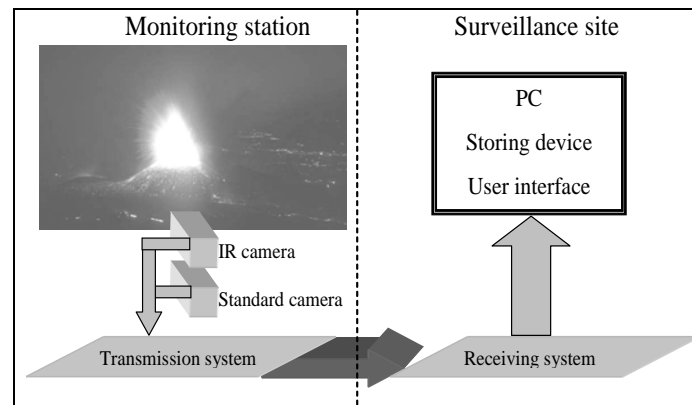 Monitoring station
IR camera
Standard camera
Transmission system
Surveillance site
PC
Storing device
User interface
Receiving system